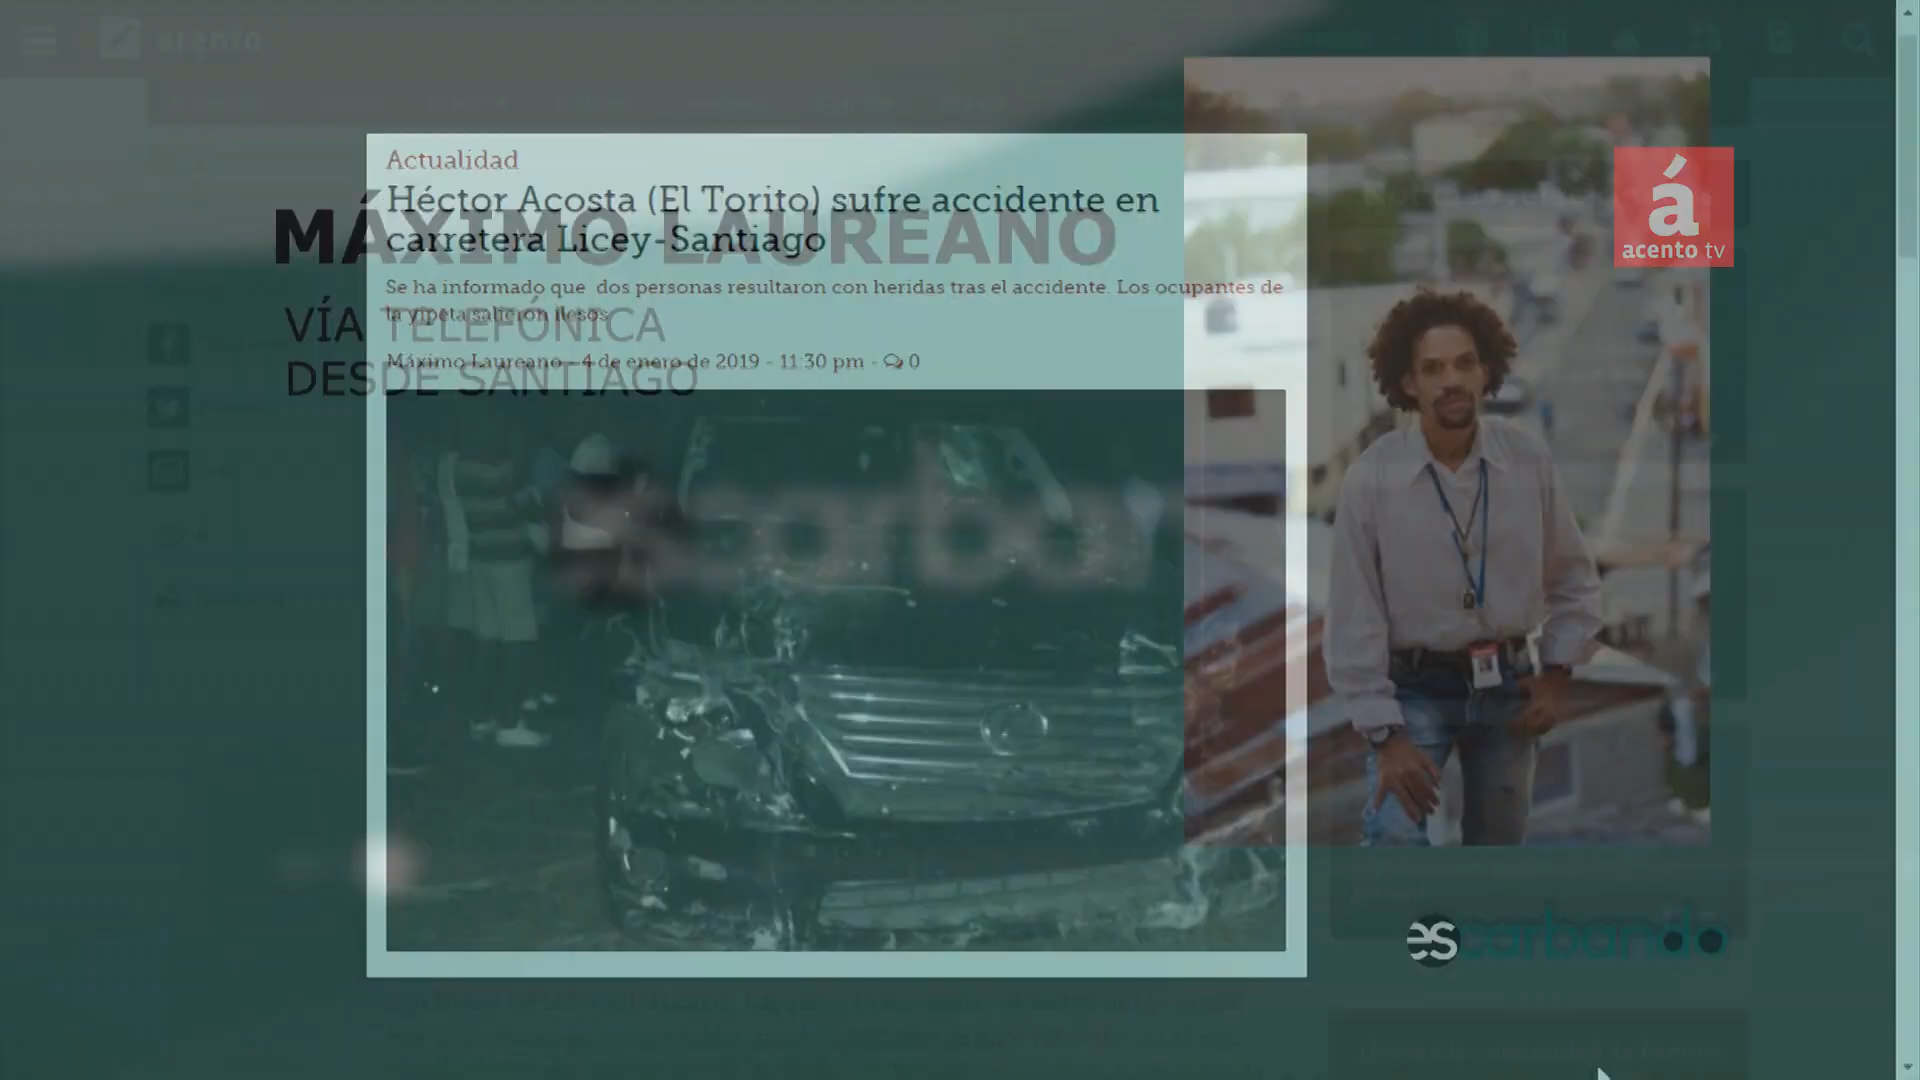 acento
Actualidad
Héctor Acosta (El Torito) sufre accidente en
carretera Licey-Santiago
MÁXIMO LAUREANO
Se ha informado que dos personas resultaron con heridas tras el accidente. Los ocupantes de
la yipeta salieron ilesos
VÍA TELEFÓNICA
Máximo Laureano - 4 de enero de 2019 - 11:30 pm - 0
DESDE SANTIAGO
á
acento tv
escarbando